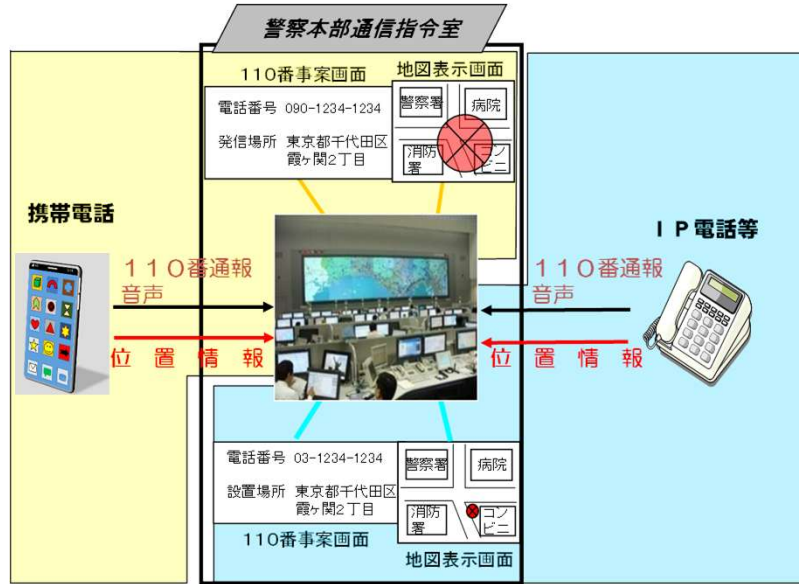 警察本部通信指令室
110番事案画面
地図表示画面
電話番号 090-1234-1234
発信場所 東京都千代田区
霞ヶ関2丁目
警察署
病院
消防
署
コン
ビニ
携帯電話
ＩＰ電話等
１１０番通報
音声
位置情報
１１０番通報
音声
位置情報
電話番号 03-1234-1234
設置場所 東京都千代田区
霞ヶ関2丁目
警察署
病院
消防
署
コン
ビニ
110番事案画面
地図表示画面